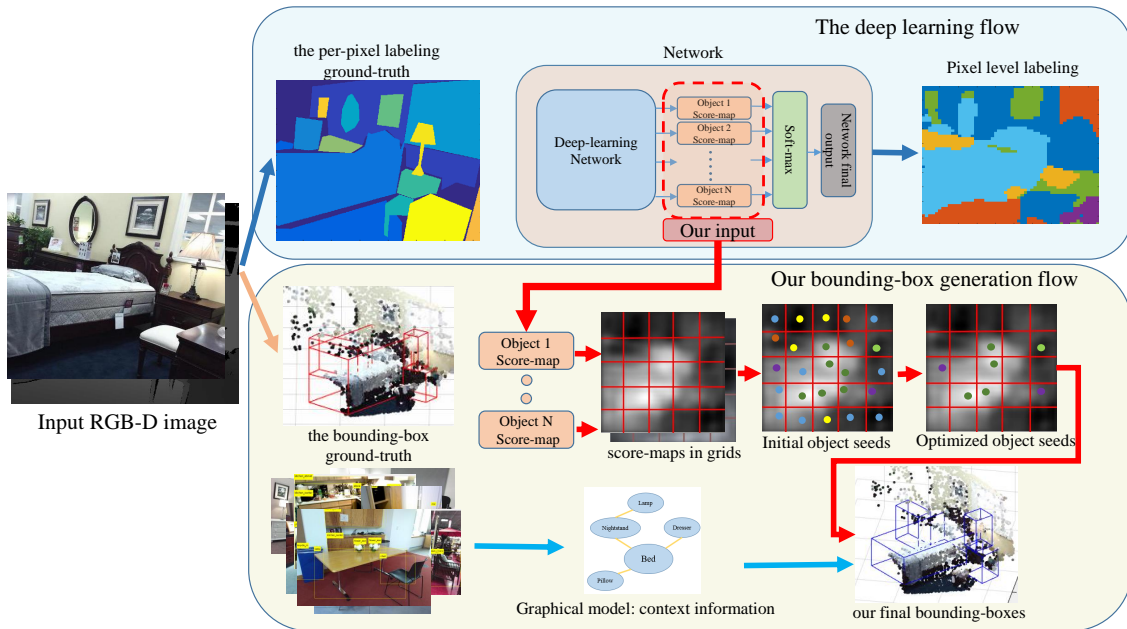 The deep learning flow
the per-pixel labeling
ground-truth
Network
Deep-learning
Network
Object 1
Score-map
Object 2
Score-map
Object N
Score-map
Soft-max
Network final
output
Our input
Pixel level labeling
Input RGB-D image
Our bounding-box generation flow
the bounding-box
ground-truth
Object 1
Score-map
Object N
Score-map
score-maps in grids
Initial object seeds
Optimized object seeds
Lamp
Nightstand
Dresser
Bed
Pillow
Graphical model: context information
our final bounding-boxes